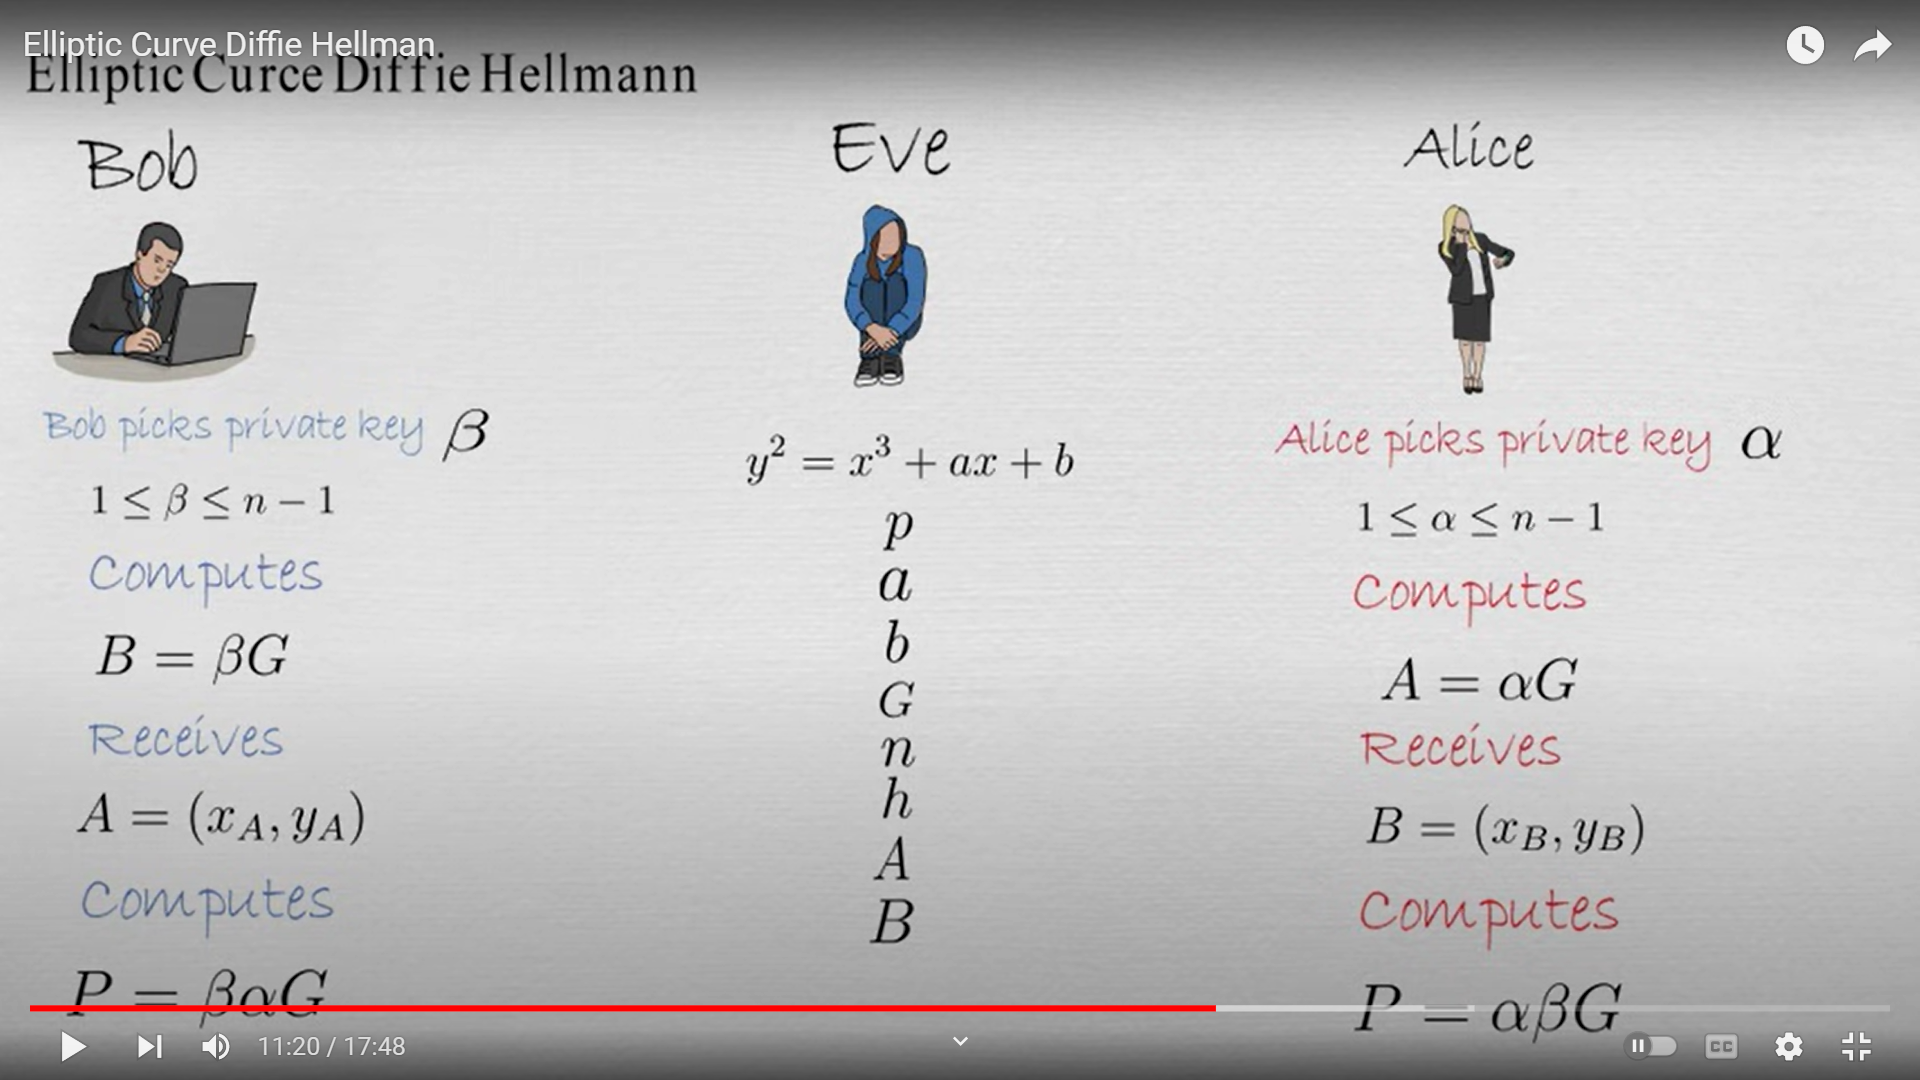 Elliptic Curve Diffie Hellman
Elliptic Curce Diffie Hellmann
Bob
Bob picks private key β
1 ≤ β ≤ n − 1
Computes
B = βG
Receives
A = (x_A, y_A)
Computes
P = βαG
Eve
y² = x³ + ax + b
p
a
b
G
n
h
A
B
Alice
Alice picks private key α
1 ≤ α ≤ n − 1
Computes
A = αG
Receives
B = (x_B, y_B)
Computes
P = αβG
11:20 / 17:48
CC